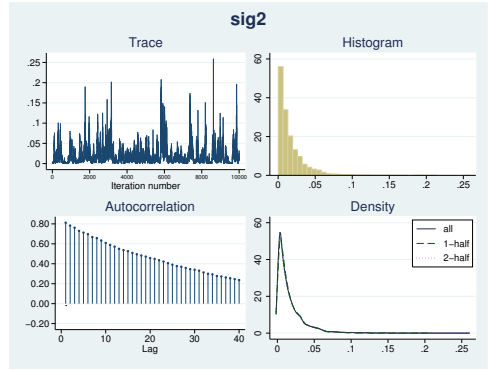 sig2
Trace
.25
.2
.15
.1
.05
0
0 2000 4000 6000 8000 10000
Iteration number
Histogram
60
40
20
0
0 .05 .1 .15 .2 .25
Autocorrelation
0.80
0.60
0.40
0.20
0.00
−0.20
0 10 20 30 40
Lag
Density
60
40
20
0
0 .05 .1 .15 .2 .25
all
1−half
2−half